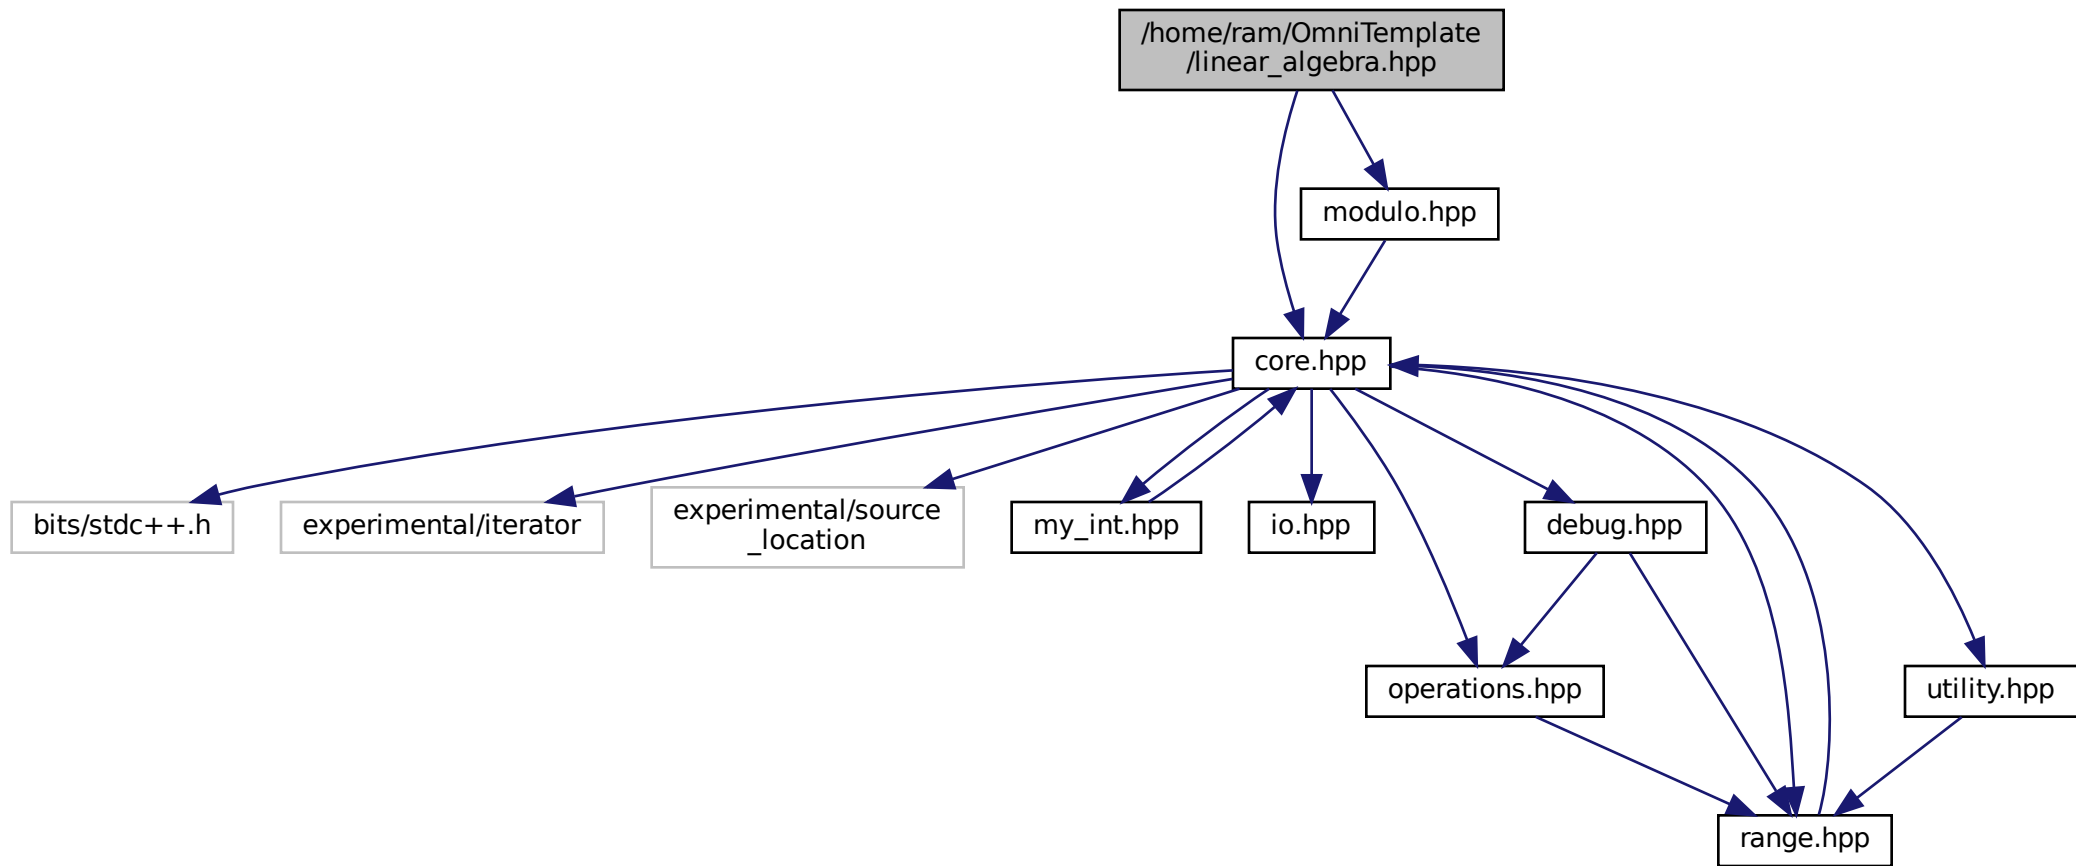 /home/ram/OmniTemplate
/linear_algebra.hpp
modulo.hpp
core.hpp
bits/stdc++.h
experimental/iterator
experimental/source
_location
my_int.hpp
io.hpp
debug.hpp
operations.hpp
utility.hpp
range.hpp